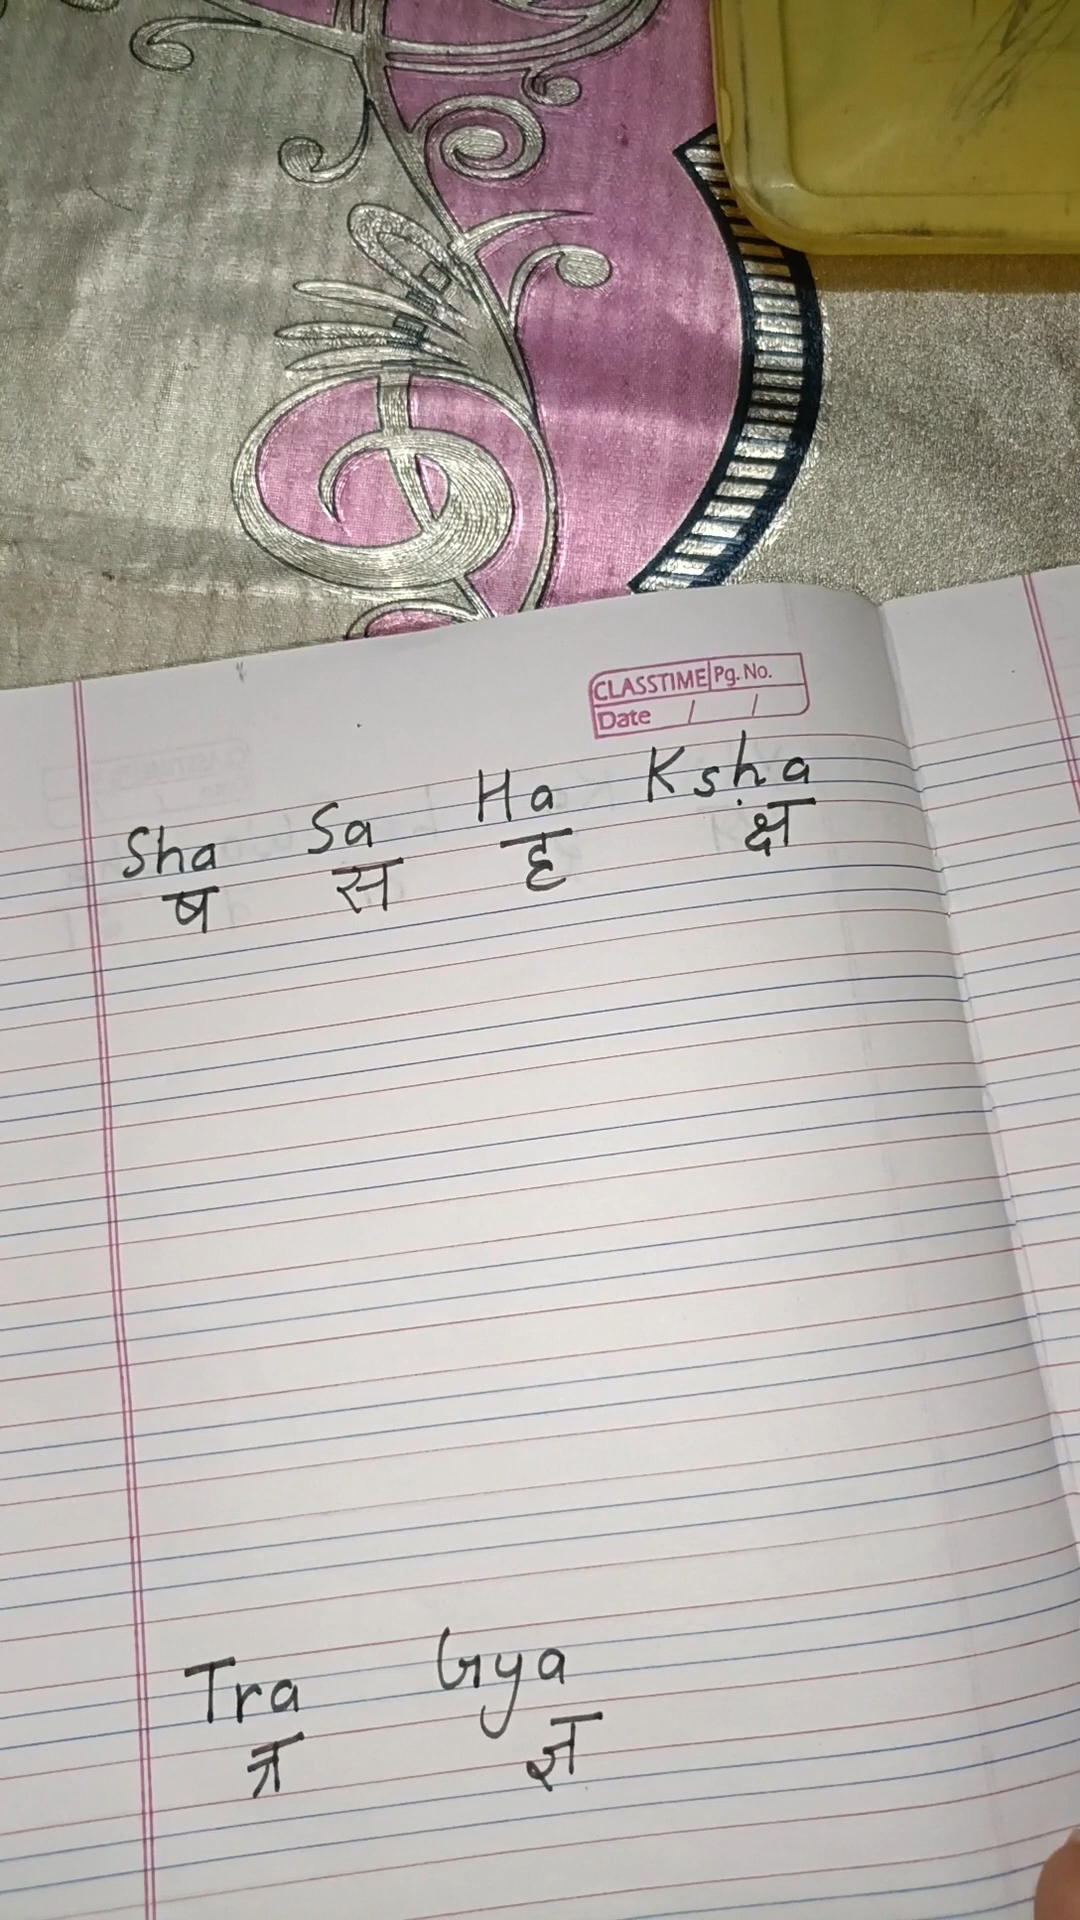 CLASSTIME Pg. No.
Date / /
Sha Sa Ha Ksha
ष स ह क्ष
Tra Gya
त्र ज्ञ